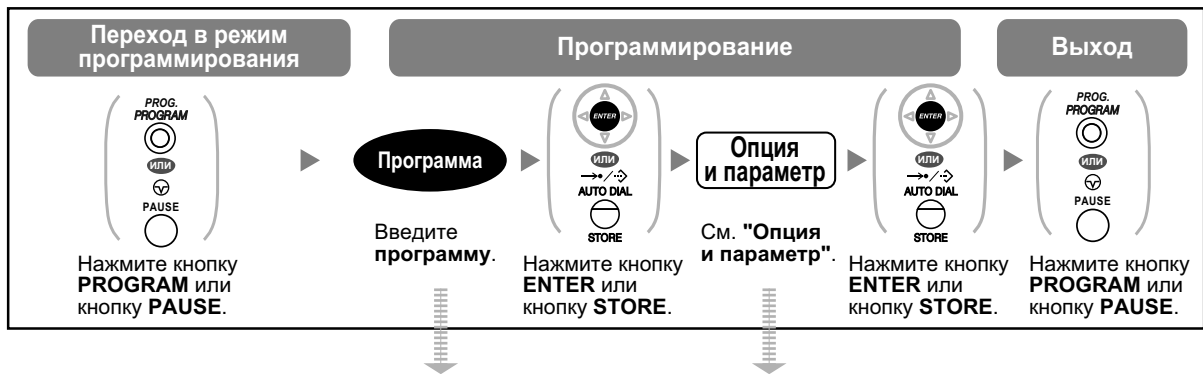 Переход в режим
программирования
Программирование
Выход
PROG.
PROGRAM
ИЛИ
PAUSE
Нажмите кнопку
PROGRAM или
кнопку PAUSE.
Программа
Введите
программу.
ENTER
ИЛИ
AUTO DIAL
STORE
Нажмите кнопку
ENTER или
кнопку STORE.
Опция
и параметр
См. "Опция
и параметр".
ENTER
ИЛИ
AUTO DIAL
STORE
Нажмите кнопку
ENTER или
кнопку STORE.
PROG.
PROGRAM
ИЛИ
PAUSE
Нажмите кнопку
PROGRAM или
кнопку PAUSE.